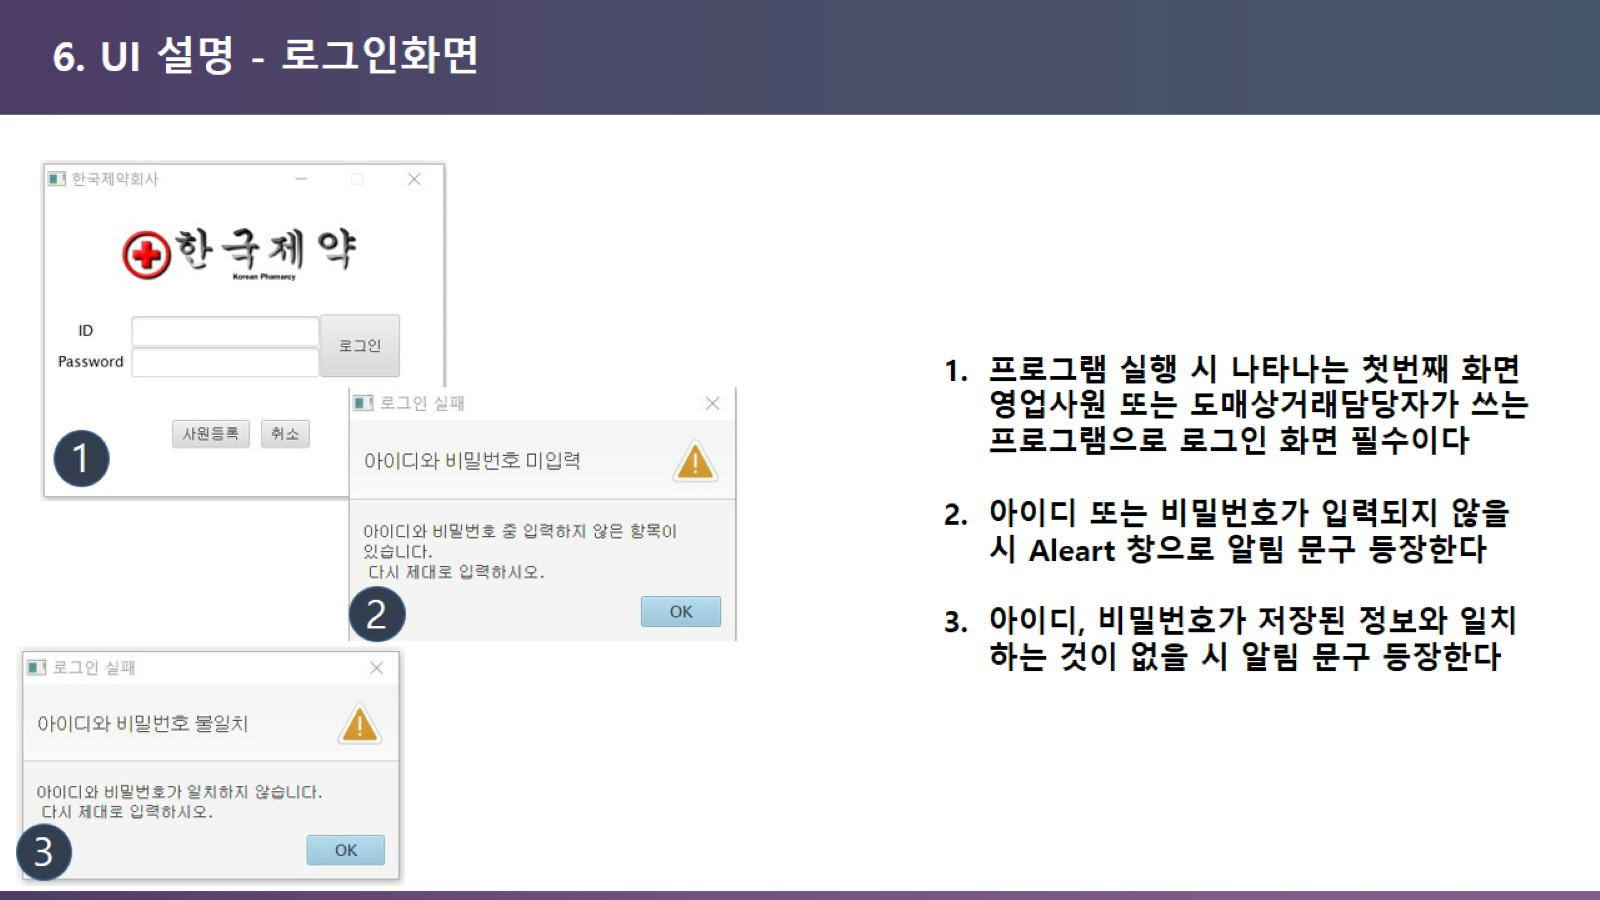 6. UI 설명 - 로그인화면
한국제약회사
한국제약
Korean Phamarcy
ID
Password
로그인
사원등록
취소
1
로그인 실패
아이디와 비밀번호 미입력
아이디와 비밀번호 중 입력하지 않은 항목이
있습니다.
다시 제대로 입력하시오.
OK
2
로그인 실패
아이디와 비밀번호 불일치
아이디와 비밀번호가 일치하지 않습니다.
다시 제대로 입력하시오.
OK
3
1. 프로그램 실행 시 나타나는 첫번째 화면
영업사원 또는 도매상거래담당자가 쓰는
프로그램으로 로그인 화면 필수이다
2. 아이디 또는 비밀번호가 입력되지 않을
시 Aleart 창으로 알림 문구 등장한다
3. 아이디, 비밀번호가 저장된 정보와 일치
하는 것이 없을 시 알림 문구 등장한다